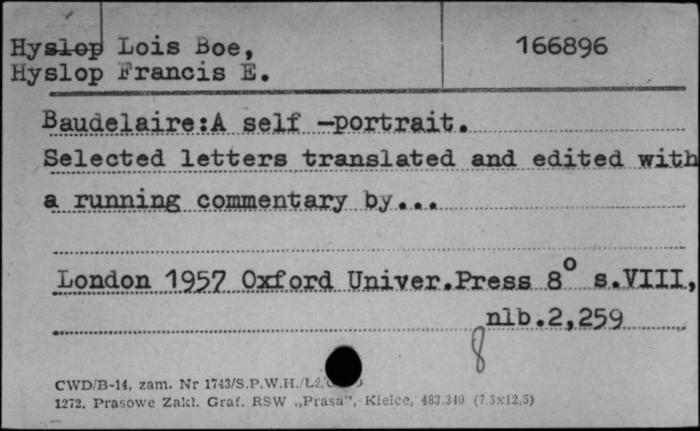 Hyslop Lois Boe,
166896
Hyslop Francis E.
Baudelaire:A self -portrait.
Selected letters translated and edited with
a running commentary by...
London 1957 Oxford Univer.Press 8° s.VIII,
nlb.2,259
8
CWD/B-14, zam. Nr 1743/S.P.W.H./
1272. Prasowe Zakł. Graf. RSW „Prasa", Kielce, 483.340 (7,5x12,5)